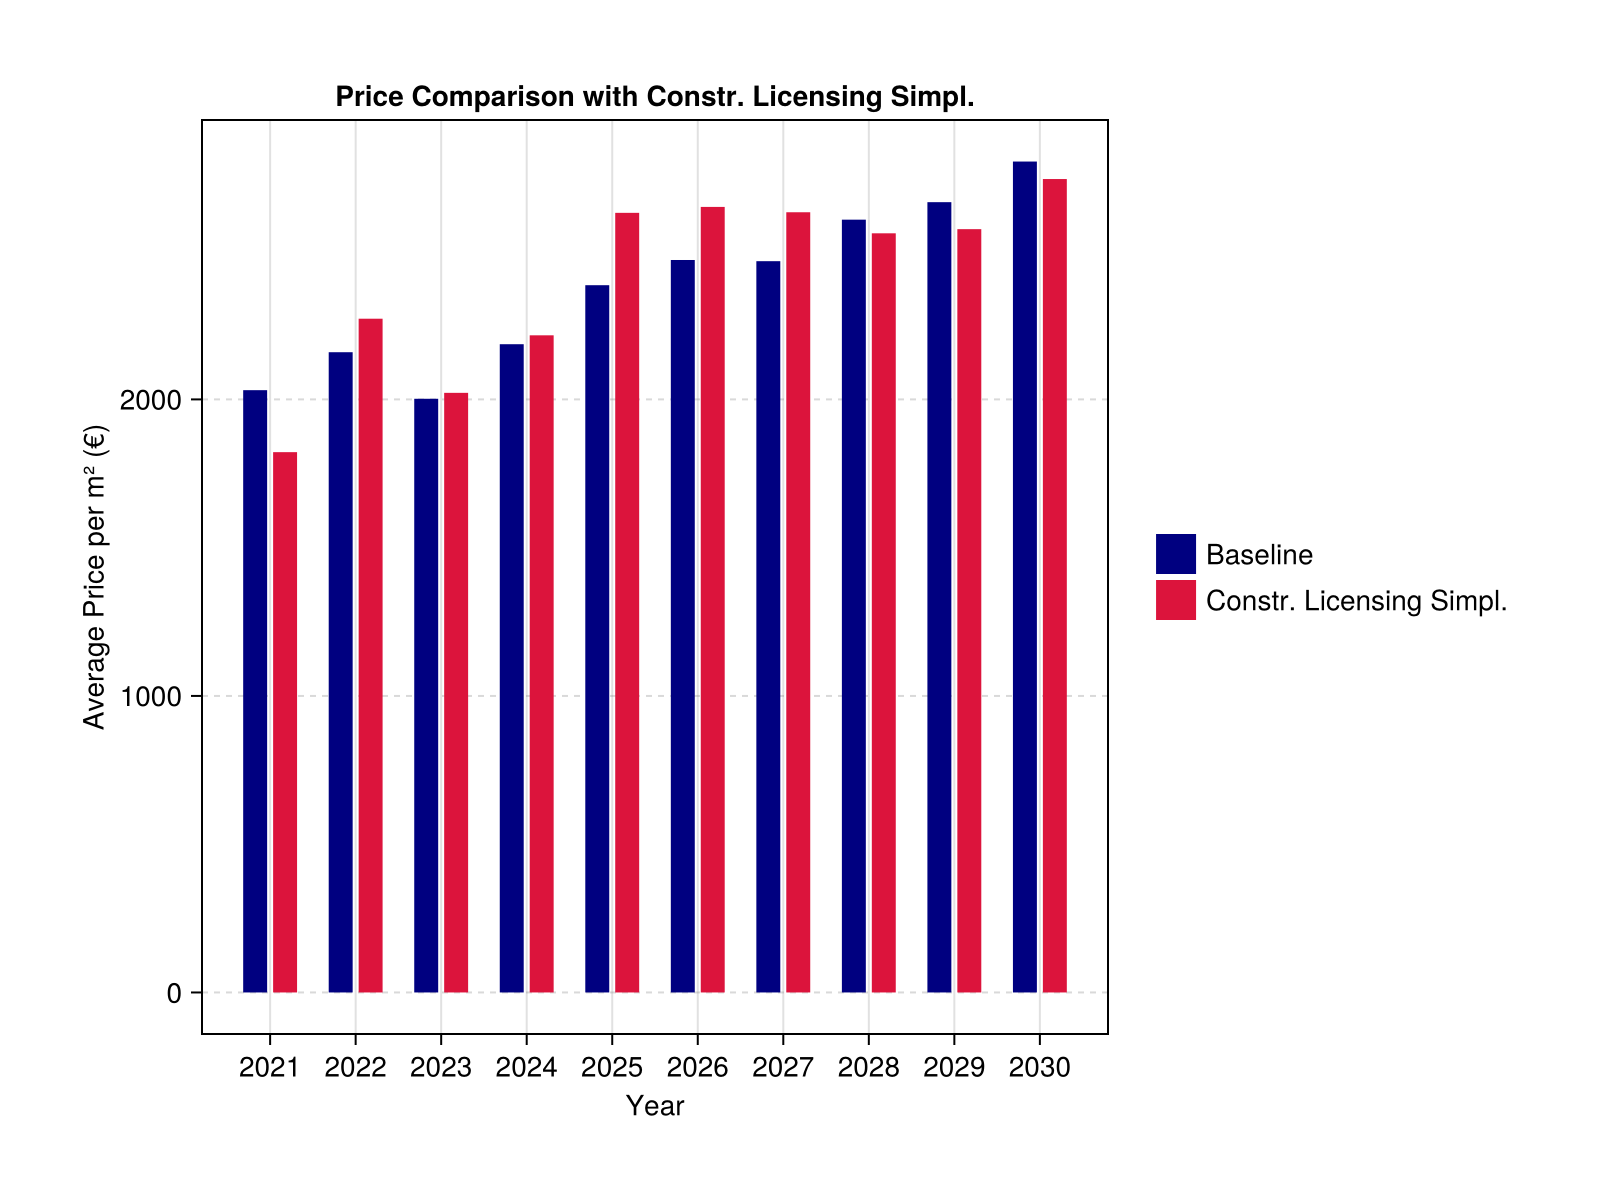 Price Comparison with Constr. Licensing Simpl.
Average Price per m² (€)
2000
1000
0
2021 2022 2023 2024 2025 2026 2027 2028 2029 2030
Year
Baseline
Constr. Licensing Simpl.